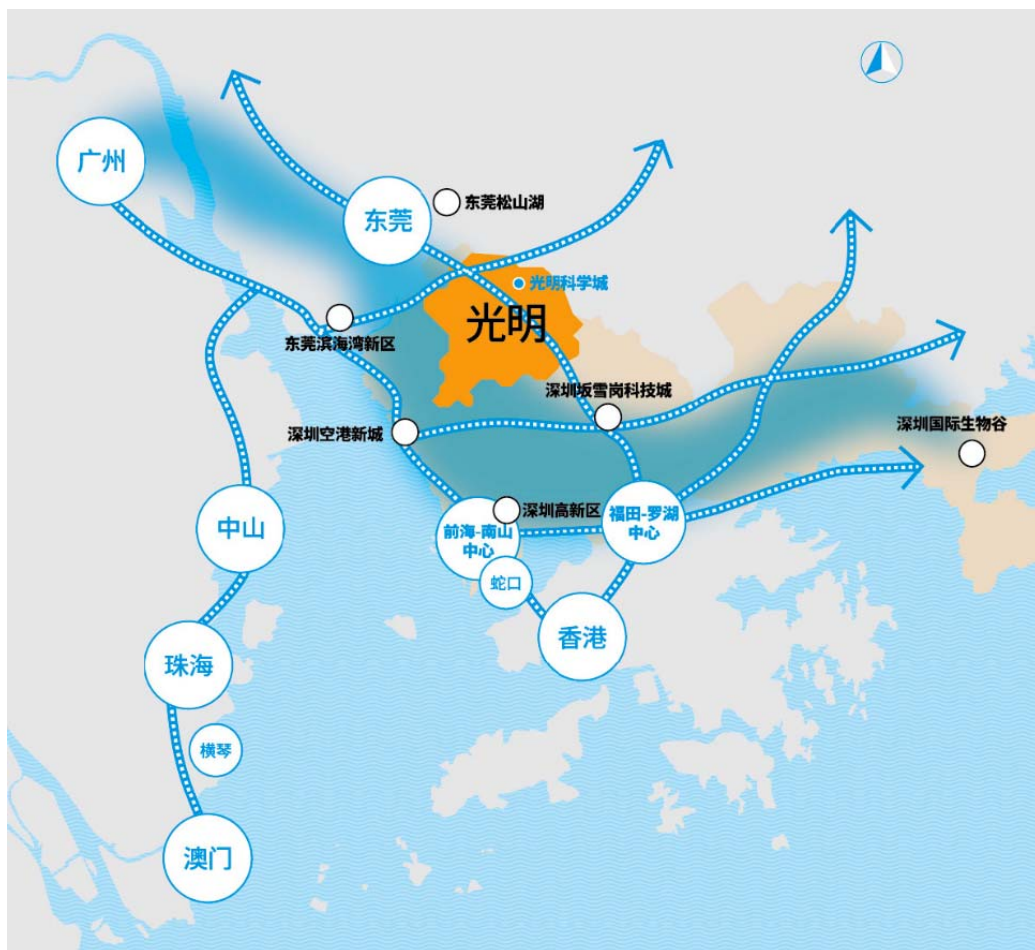 广州
东莞
东莞松山湖
光明科学城
光明
东莞滨海湾新区
深圳坂雪岗科技城
深圳空港新城
深圳国际生物谷
中山
深圳高新区
前海-南山
中心
福田-罗湖
中心
蛇口
香港
珠海
横琴
澳门